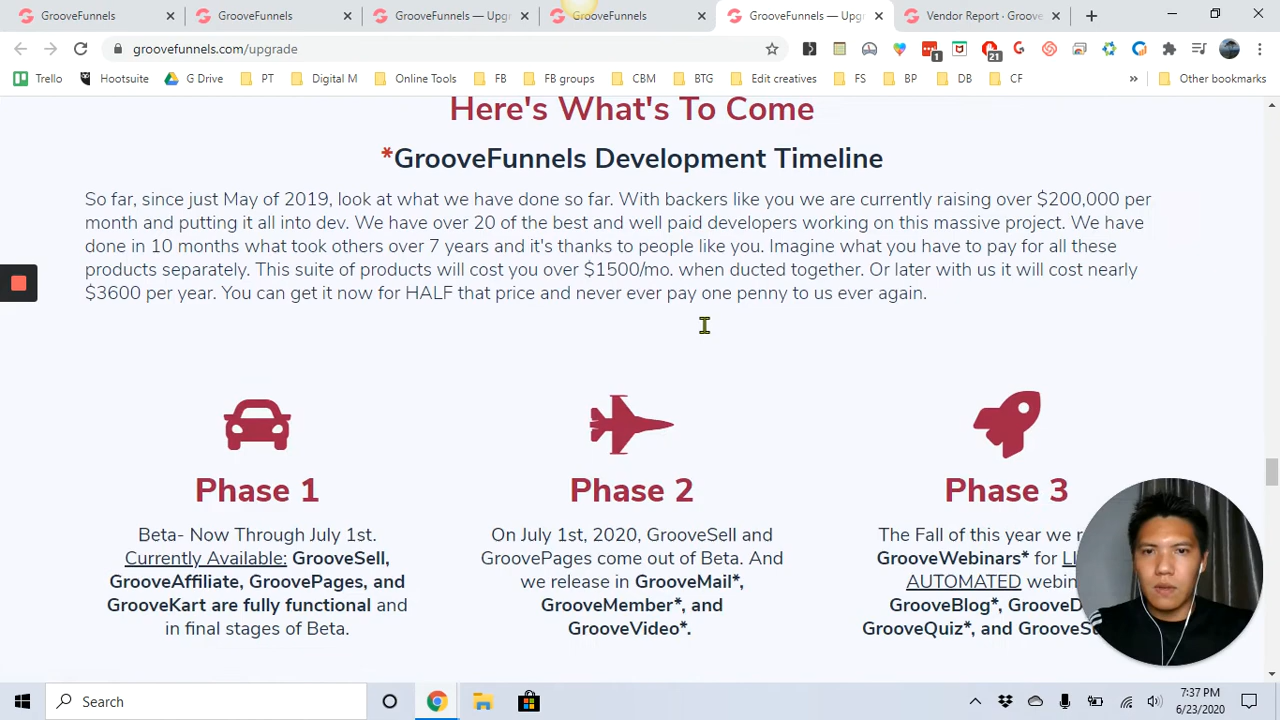 GrooveFunnels
GrooveFunnels
GrooveFunnels — Upg
GrooveFunnels
GrooveFunnels — Upg
Vendor Report · Groove
groovefunnels.com/upgrade
1
21
Trello
Hootsuite
G Drive
PT
Digital M
Online Tools
FB
FB groups
CBM
BTG
Edit creatives
FS
BP
DB
CF
»
Other bookmarks
Here's What's To Come
*GrooveFunnels Development Timeline
So far, since just May of 2019, look at what we have done so far. With backers like you we are currently raising over $200,000 per
month and putting it all into dev. We have over 20 of the best and well paid developers working on this massive project. We have
done in 10 months what took others over 7 years and it's thanks to people like you. Imagine what you have to pay for all these
products separately. This suite of products will cost you over $1500/mo. when ducted together. Or later with us it will cost nearly
$3600 per year. You can get it now for HALF that price and never ever pay one penny to us ever again.
Phase 1
Beta- Now Through July 1st.
Currently Available: GrooveSell,
GrooveAffiliate, GroovePages, and
GrooveKart are fully functional and
in final stages of Beta.
Phase 2
On July 1st, 2020, GrooveSell and
GroovePages come out of Beta. And
we release in GrooveMail*,
GrooveMember*, and
GrooveVideo*.
Phase 3
The Fall of this year we
GrooveWebinars* for
AUTOMATED webin
GrooveBlog*, GrooveD
GrooveQuiz*, and GrooveS
Search
7:37 PM
6/23/2020